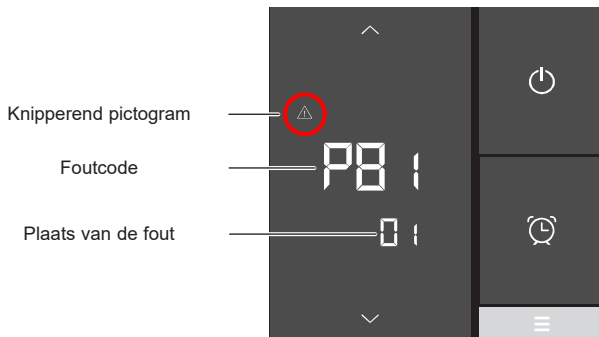 Knipperend pictogram
Foutcode
P81
Plaats van de fout
01